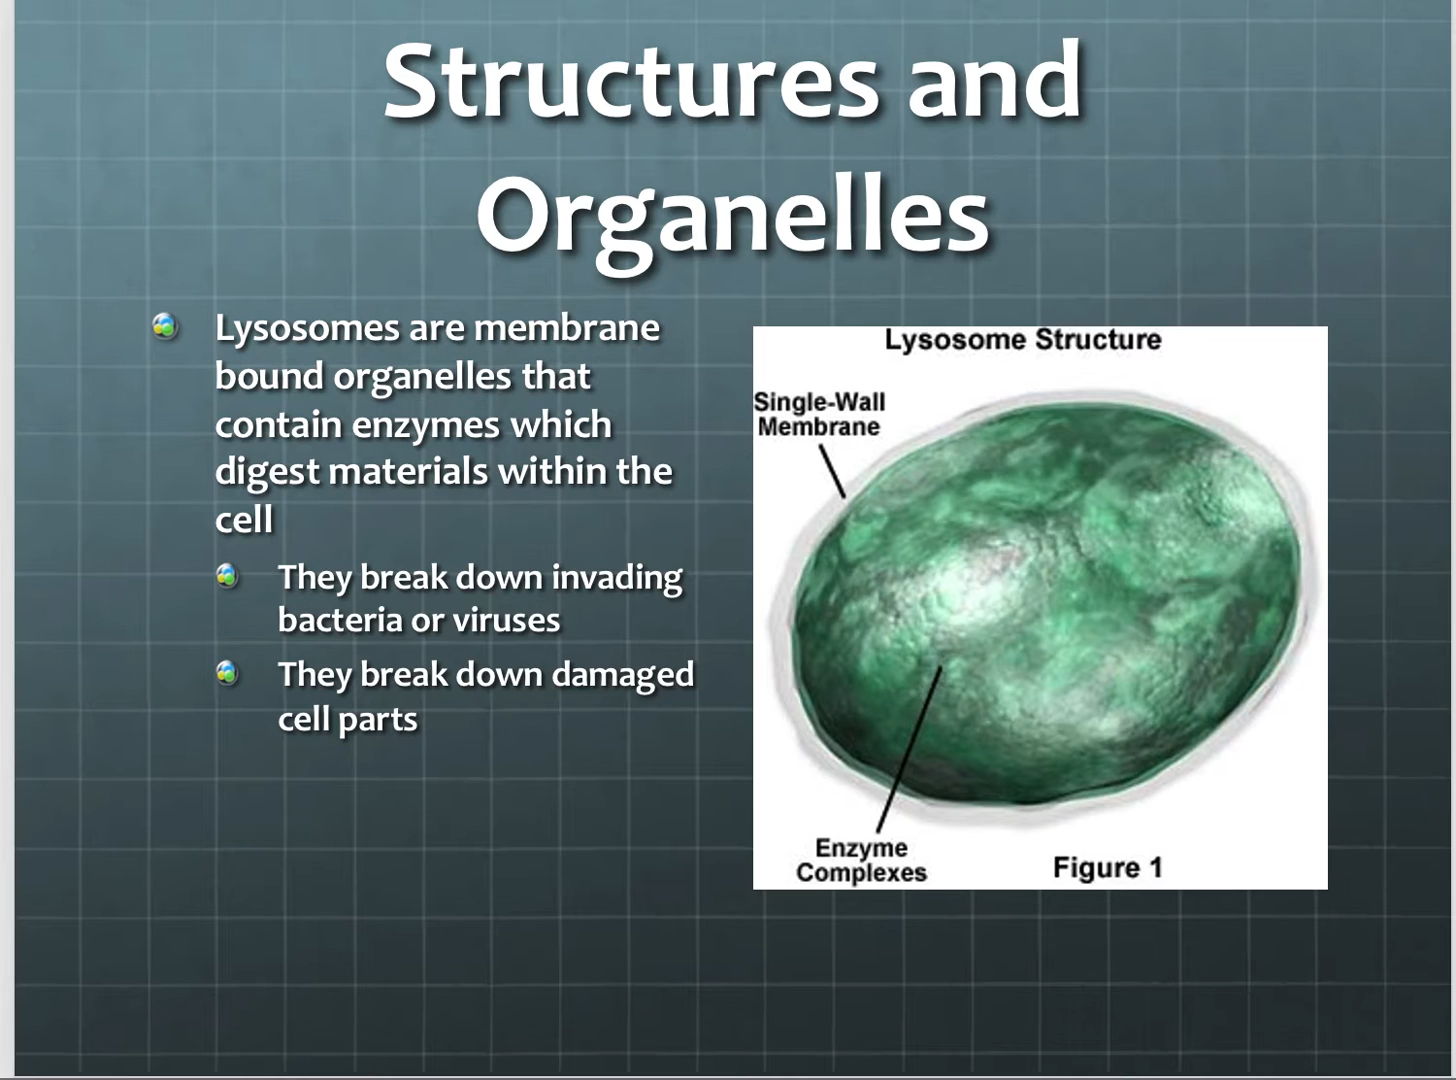 Structures and
Organelles
Lysosomes are membrane
bound organelles that
contain enzymes which
digest materials within the
cell
They break down invading
bacteria or viruses
They break down damaged
cell parts
Lysosome Structure
Single-Wall
Membrane
Enzyme
Complexes
Figure 1